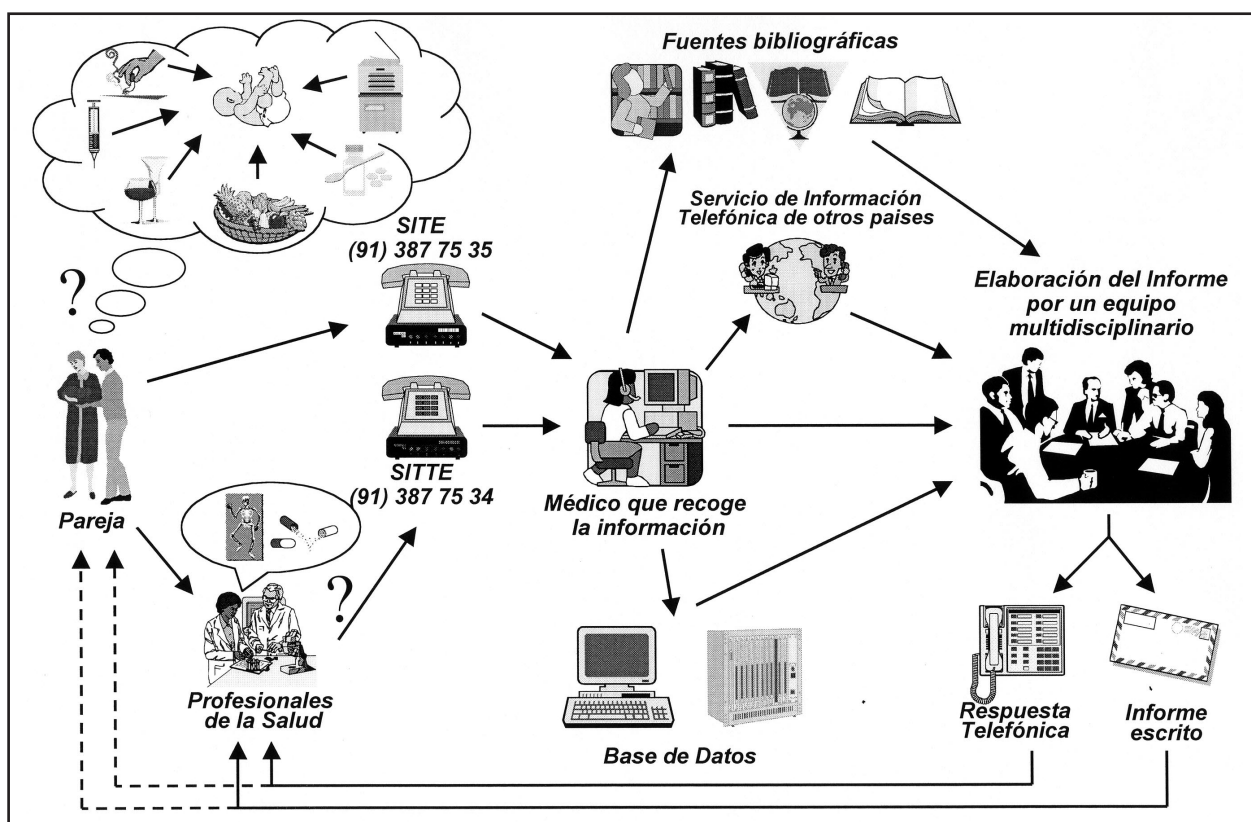 Fuentes bibliográficas
Servicio de Información
Telefónica de otros paises
SITE
(91) 387 75 35
?
Elaboración del Informe
por un equipo
multidisciplinario
SITTE
(91) 387 75 34
Pareja
Médico que recoge
la información
?
Profesionales
de la Salud
Base de Datos
Respuesta
Telefónica
Informe
escrito